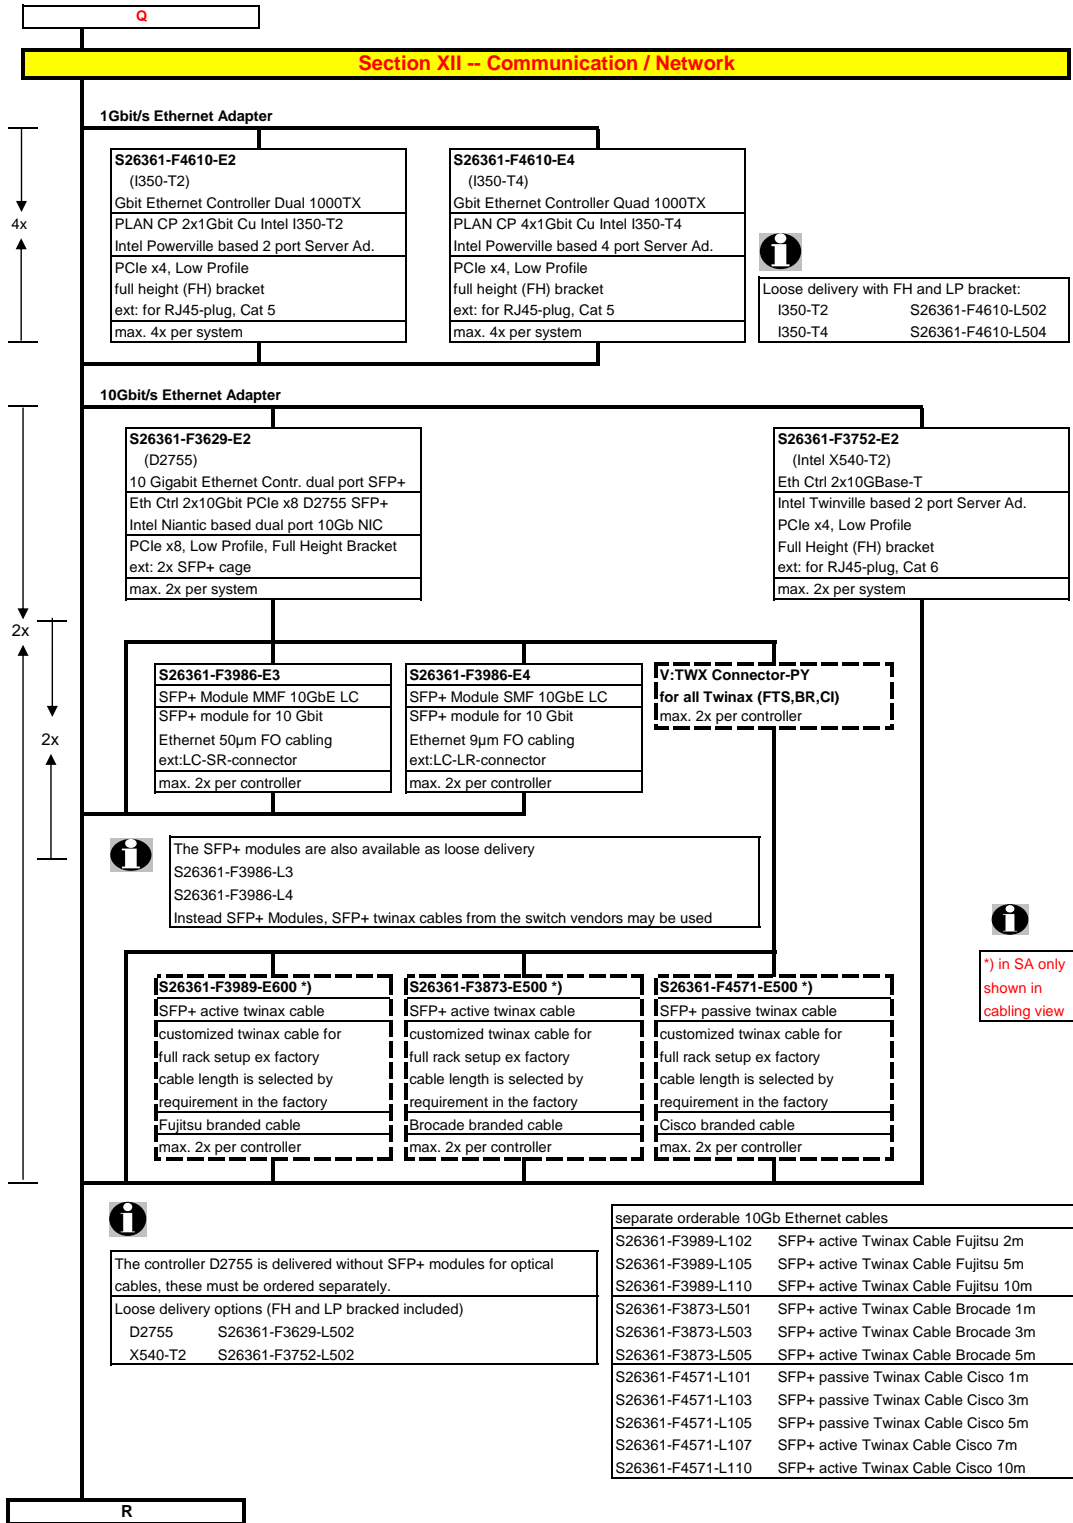 Q
Section XII -- Communication / Network
1Gbit/s Ethernet Adapter
4x
S26361-F4610-E2
(I350-T2)
Gbit Ethernet Controller Dual 1000TX
PLAN CP 2x1Gbit Cu Intel I350-T2
Intel Powerville based 2 port Server Ad.
PCIe x4, Low Profile
full height (FH) bracket
ext: for RJ45-plug, Cat 5
max. 4x per system
S26361-F4610-E4
(I350-T4)
Gbit Ethernet Controller Quad 1000TX
PLAN CP 4x1Gbit Cu Intel I350-T4
Intel Powerville based 4 port Server Ad.
PCIe x4, Low Profile
full height (FH) bracket
ext: for RJ45-plug, Cat 5
max. 4x per system
Loose delivery with FH and LP bracket:
I350-T2 S26361-F4610-L502
I350-T4 S26361-F4610-L504
10Gbit/s Ethernet Adapter
2x
2x
S26361-F3629-E2
(D2755)
10 Gigabit Ethernet Contr. dual port SFP+
Eth Ctrl 2x10Gbit PCIe x8 D2755 SFP+
Intel Niantic based dual port 10Gb NIC
PCIe x8, Low Profile, Full Height Bracket
ext: 2x SFP+ cage
max. 2x per system
S26361-F3752-E2
(Intel X540-T2)
Eth Ctrl 2x10GBase-T
Intel Twinville based 2 port Server Ad.
PCIe x4, Low Profile
Full Height (FH) bracket
ext: for RJ45-plug, Cat 6
max. 2x per system
S26361-F3986-E3
SFP+ Module MMF 10GbE LC
SFP+ module for 10 Gbit
Ethernet 50µm FO cabling
ext:LC-SR-connector
max. 2x per controller
S26361-F3986-E4
SFP+ Module SMF 10GbE LC
SFP+ module for 10 Gbit
Ethernet 9µm FO cabling
ext:LC-LR-connector
max. 2x per controller
V:TWX Connector-PY
for all Twinax (FTS,BR,CI)
max. 2x per controller
The SFP+ modules are also available as loose delivery
S26361-F3986-L3
S26361-F3986-L4
Instead SFP+ Modules, SFP+ twinax cables from the switch vendors may be used
*) in SA only
shown in
cabling view
S26361-F3989-E600 *)
SFP+ active twinax cable
customized twinax cable for
full rack setup ex factory
cable length is selected by
requirement in the factory
Fujitsu branded cable
max. 2x per controller
S26361-F3873-E500 *)
SFP+ active twinax cable
customized twinax cable for
full rack setup ex factory
cable length is selected by
requirement in the factory
Brocade branded cable
max. 2x per controller
S26361-F4571-E500 *)
SFP+ passive twinax cable
customized twinax cable for
full rack setup ex factory
cable length is selected by
requirement in the factory
Cisco branded cable
max. 2x per controller
The controller D2755 is delivered without SFP+ modules for optical
cables, these must be ordered separately.
Loose delivery options (FH and LP bracked included)
D2755 S26361-F3629-L502
X540-T2 S26361-F3752-L502
separate orderable 10Gb Ethernet cables
S26361-F3989-L102 SFP+ active Twinax Cable Fujitsu 2m
S26361-F3989-L105 SFP+ active Twinax Cable Fujitsu 5m
S26361-F3989-L110 SFP+ active Twinax Cable Fujitsu 10m
S26361-F3873-L501 SFP+ active Twinax Cable Brocade 1m
S26361-F3873-L503 SFP+ active Twinax Cable Brocade 3m
S26361-F3873-L505 SFP+ active Twinax Cable Brocade 5m
S26361-F4571-L101 SFP+ passive Twinax Cable Cisco 1m
S26361-F4571-L103 SFP+ passive Twinax Cable Cisco 3m
S26361-F4571-L105 SFP+ passive Twinax Cable Cisco 5m
S26361-F4571-L107 SFP+ active Twinax Cable Cisco 7m
S26361-F4571-L110 SFP+ active Twinax Cable Cisco 10m
R